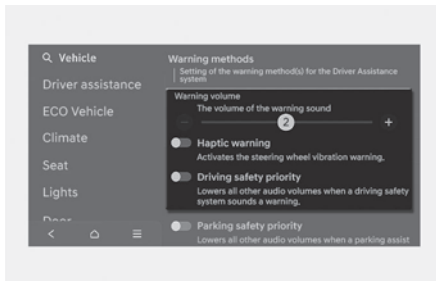 Vehicle
Driver assistance
ECO Vehicle
Climate
Seat
Lights
Door
Warning methods
Setting of the warning method(s) for the Driver Assistance
system
Warning volume
The volume of the warning sound
2
Haptic warning
Activates the steering wheel vibration warning.
Driving safety priority
Lowers all other audio volumes when a driving safety
system sounds a warning.
Parking safety priority
Lowers all other audio volumes when a parking assist